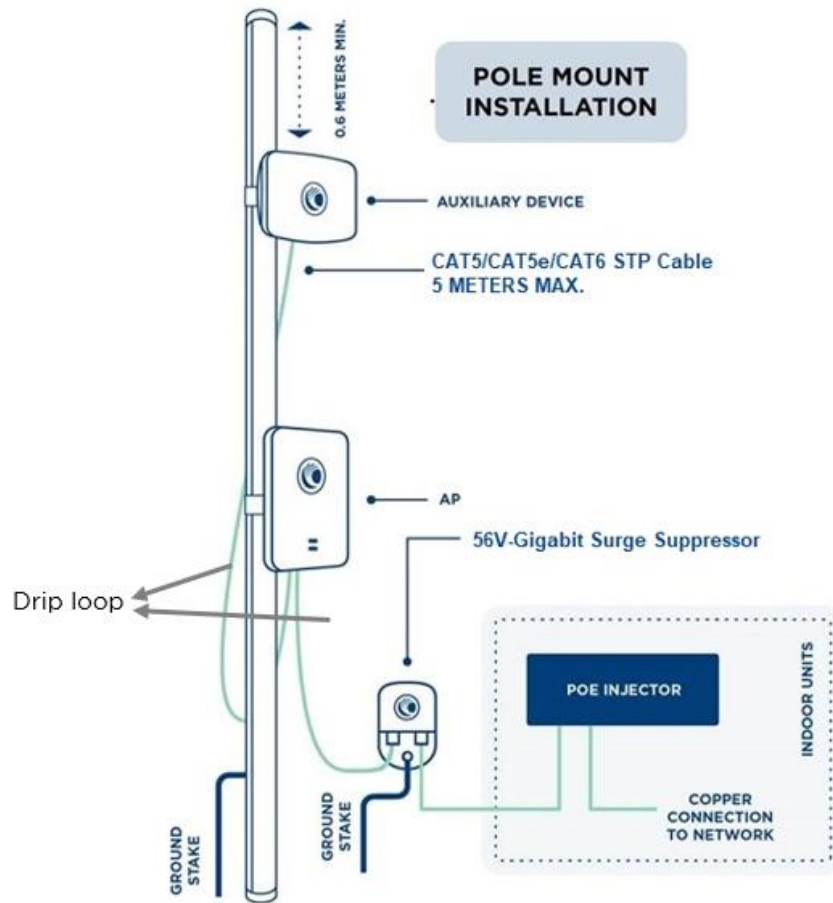 0.6 METERS MIN.
POLE MOUNT
INSTALLATION
AUXILIARY DEVICE
CAT5/CAT5e/CAT6 STP Cable
5 METERS MAX.
AP
56V-Gigabit Surge Suppressor
Drip loop
POE INJECTOR
INDOOR UNITS
COPPER
CONNECTION
TO NETWORK
GROUND
STAKE
GROUND
STAKE